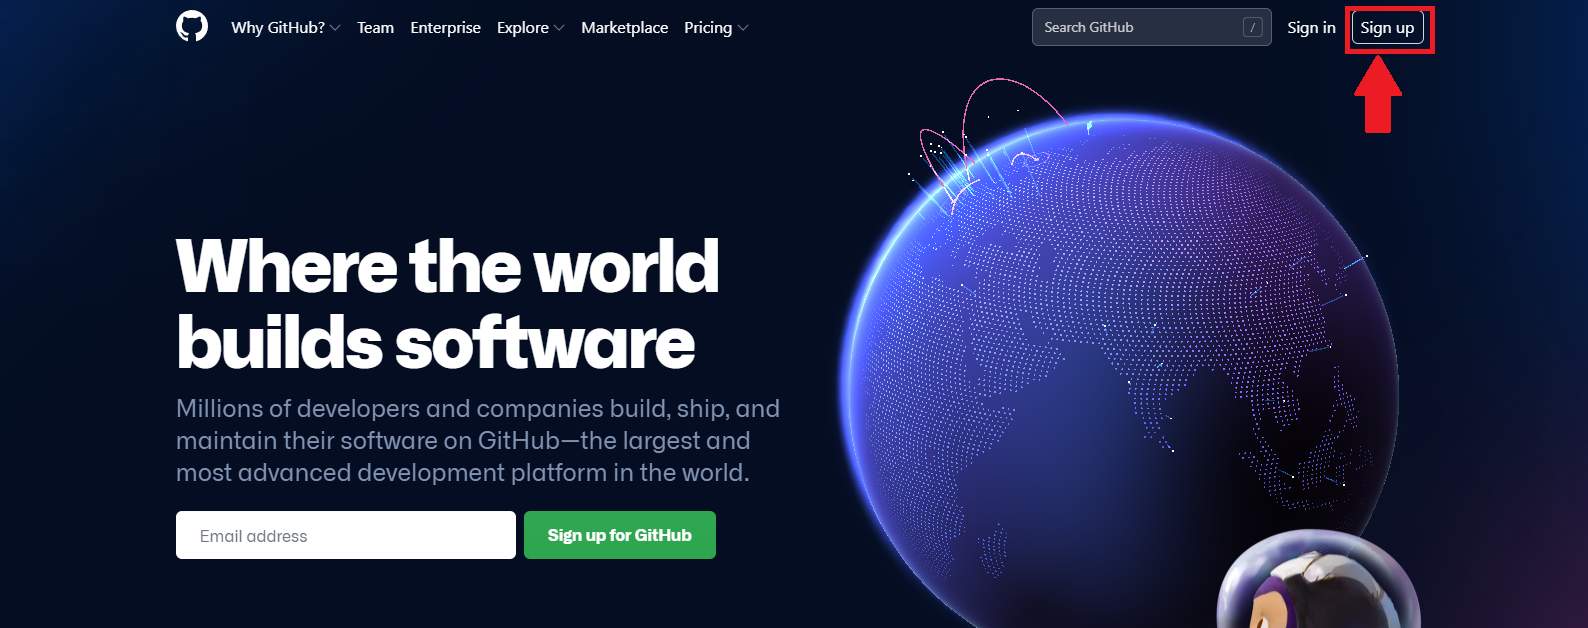 Why GitHub? Team Enterprise Explore Marketplace Pricing Search GitHub / Sign in Sign up
Where the world
builds software
Millions of developers and companies build, ship, and
maintain their software on GitHub—the largest and
most advanced development platform in the world.
Email address Sign up for GitHub